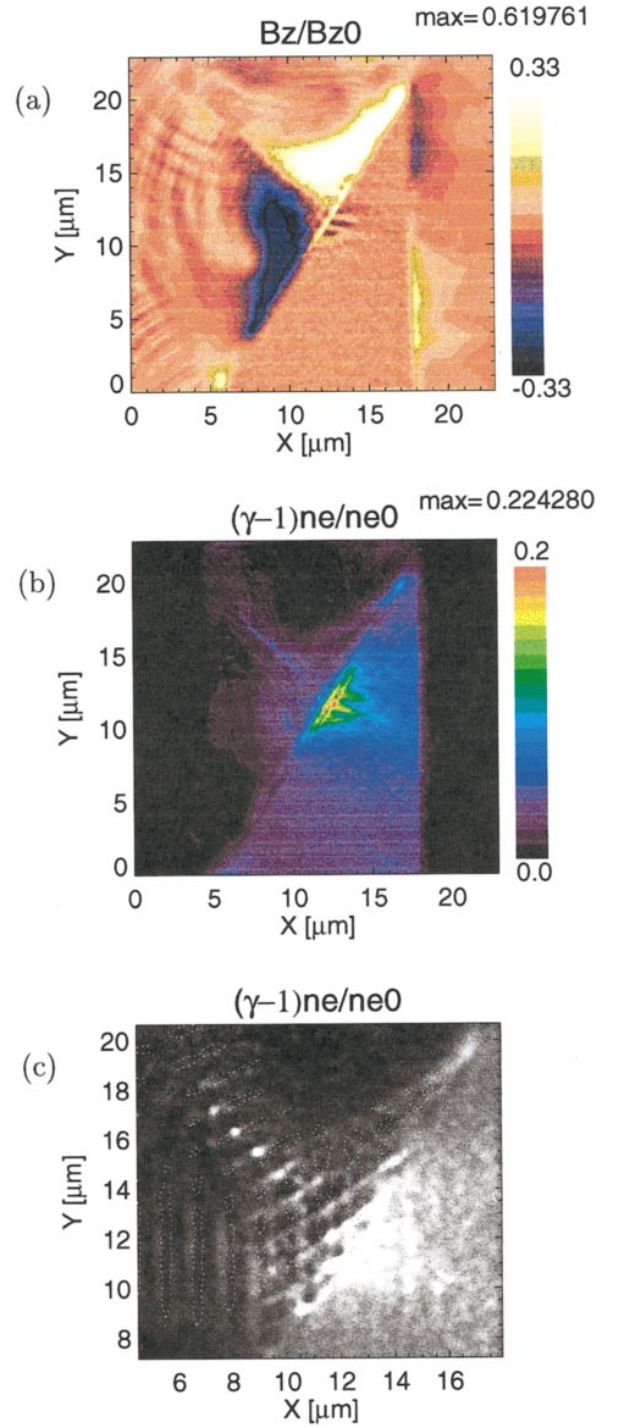 max=0.619761
Bz/Bz0
(a)
0.33
20
15
10
5
0
Y [μm]
-0.33
0 5 10 15 20
X [μm]
(γ−1)ne/ne0
max=0.224280
(b)
0.2
20
15
10
5
0
Y [μm]
0.0
0 5 10 15 20
X [μm]
(γ−1)ne/ne0
(c)
20
18
16
14
12
10
8
Y [μm]
6 8 10 12 14 16
X [μm]